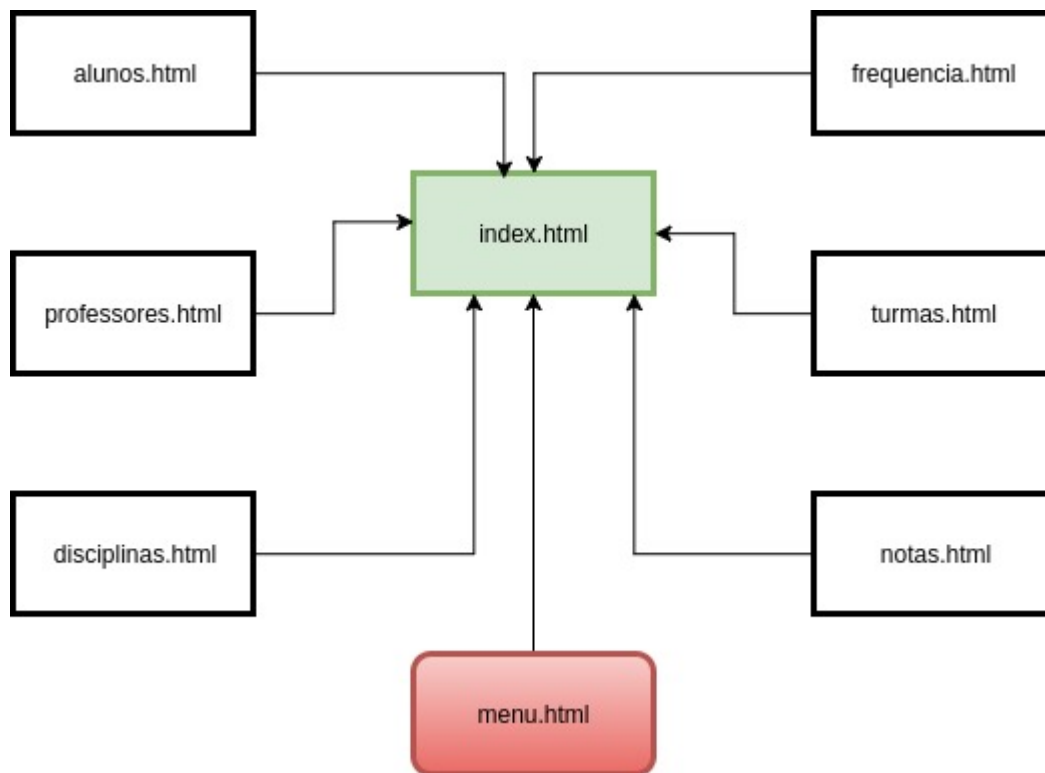 alunos.html
frequencia.html
index.html
professores.html
turmas.html
disciplinas.html
notas.html
menu.html